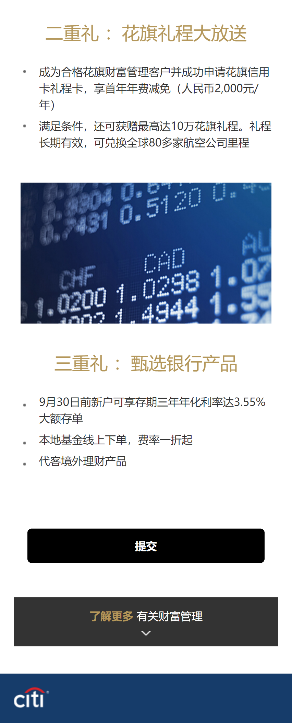 二重礼：花旗礼程大放送
• 成为合格花旗财富管理客户并成功申请花旗信用
卡礼程卡，享首年年费减免（人民币2,000元/
年）
• 满足条件，还可获赠最高达10万花旗礼程。礼程
长期有效，可兑换全球80多家航空公司里程
0.7431 0.5120
CHF CAD AU
1.0200 1.0298 1.0
1.4944 1.55
三重礼：甄选银行产品
• 9月30日前新户可享存期三年年化利率达3.55%
大额存单
• 本地基金线上下单，费率一折起
• 代客境外理财产品
提交
了解更多 有关财富管理
citi